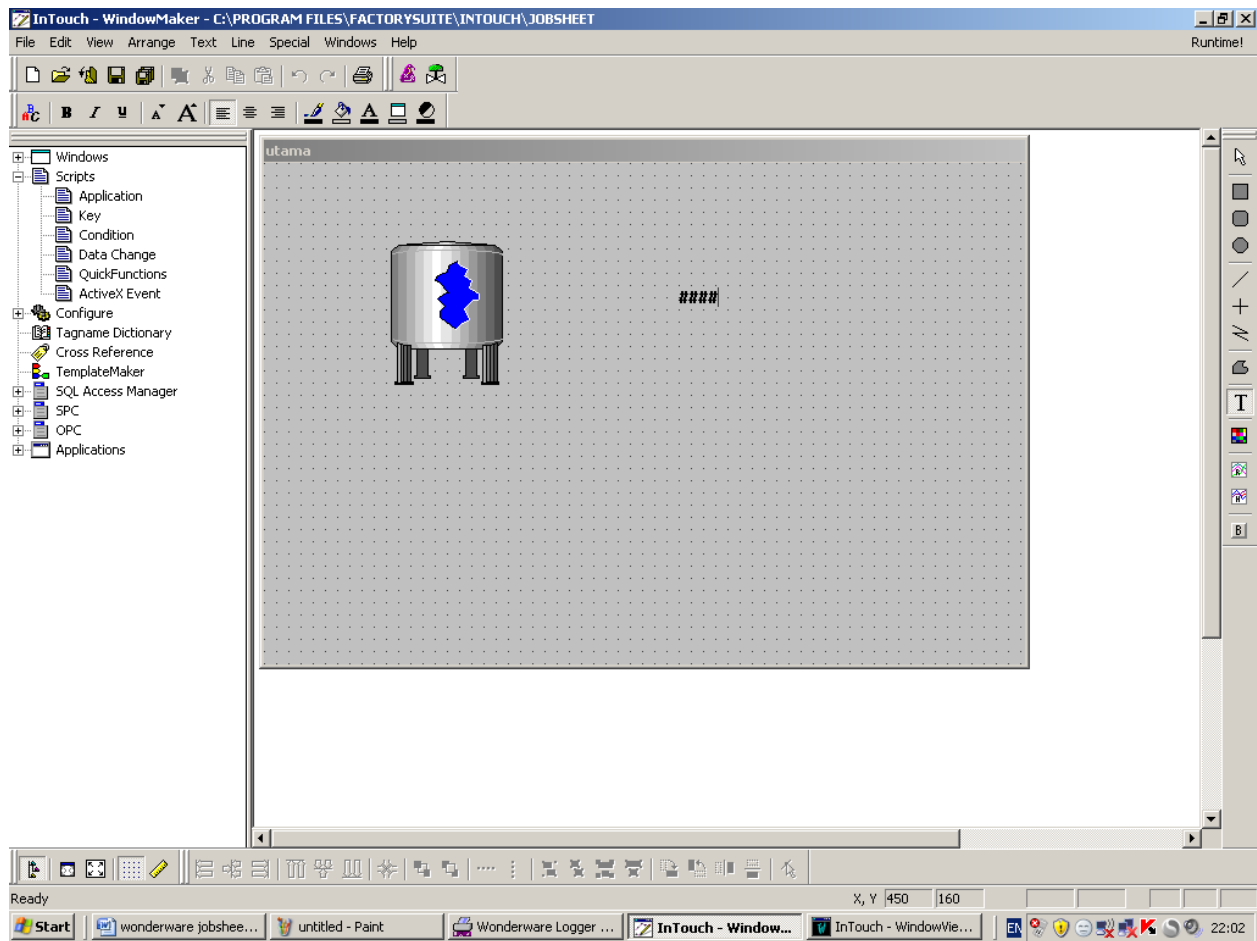 InTouch - WindowMaker - C:\PROGRAM FILES\FACTORYSUITE\INTOUCH\JOBSHEET
File Edit View Arrange Text Line Special Windows Help Runtime!
utama
Windows
Scripts
Application
Key
Condition
Data Change
QuickFunctions
ActiveX Event
Configure
Tagname Dictionary
Cross Reference
TemplateMaker
SQL Access Manager
SPC
OPC
Applications
####
Ready X, Y 450 160
Start wonderware jobshee... untitled - Paint Wonderware Logger ... InTouch - Window... InTouch - WindowVie... EN 22:02